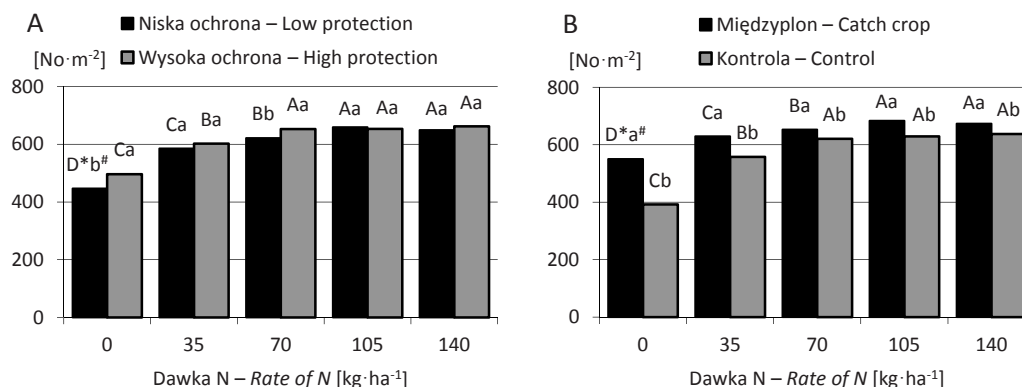 A
Niska ochrona – Low protection
[No·m⁻²]
Wysoka ochrona – High protection
800
600
400
200
0
D*b# Ca Ca Ba Bb Aa Aa Aa Aa Aa
0 35 70 105 140
Dawka N – Rate of N [kg·ha⁻¹]
B
Międzyplon – Catch crop
[No·m⁻²]
Kontrola – Control
800
600
400
200
0
D*a# Cb Ca Bb Ba Ab Aa Ab Aa Ab
0 35 70 105 140
Dawka N – Rate of N [kg·ha⁻¹]